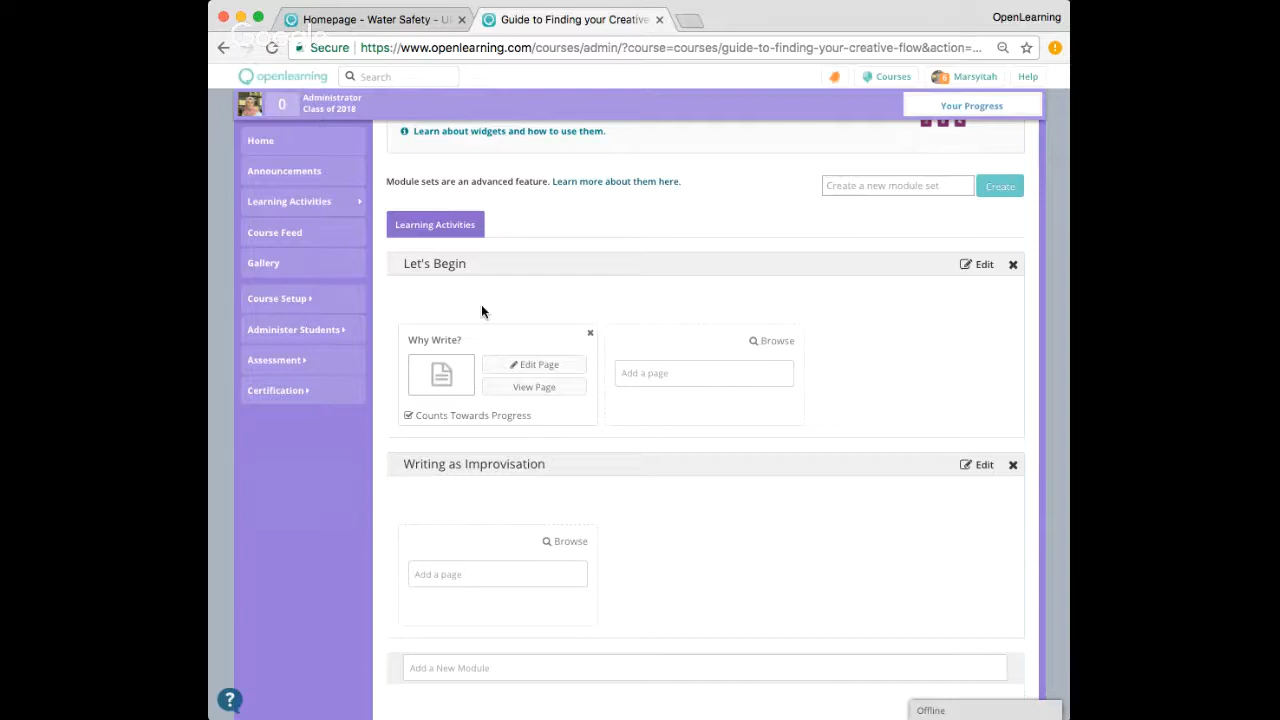 Homepage - Water Safety - U
Guide to Finding your Creative
OpenLearning
Google
Secure https://www.openlearning.com/courses/admin/?course=courses/guide-to-finding-your-creative-flow&action=...
openlearning
Search
Courses
Marsyitah
Help
0
Administrator
Class of 2018
Your Progress
Home
Announcements
Learning Activities
Course Feed
Gallery
Course Setup
Administer Students
Assessment
Certification
Learn about widgets and how to use them.
Module sets are an advanced feature. Learn more about them here.
Create a new module set
Create
Learning Activities
Let's Begin
Edit
Why Write?
Edit Page
View Page
Counts Towards Progress
Browse
Add a page
Writing as Improvisation
Edit
Browse
Add a page
Add a New Module
?
Offline